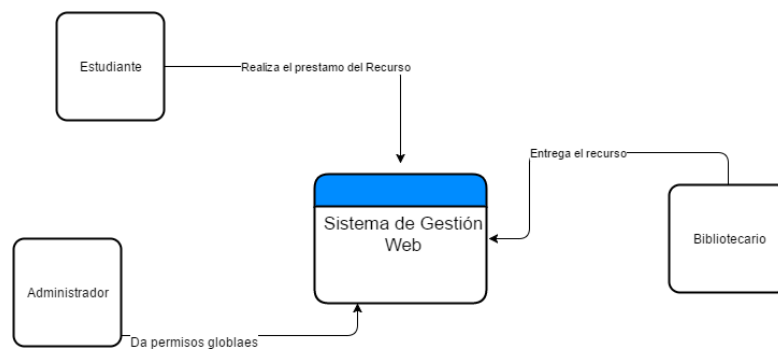 Estudiante
Realiza el prestamo del Recurso
Entrega el recurso
Sistema de Gestión
Web
Bibliotecario
Administrador
Da permisos globlaes